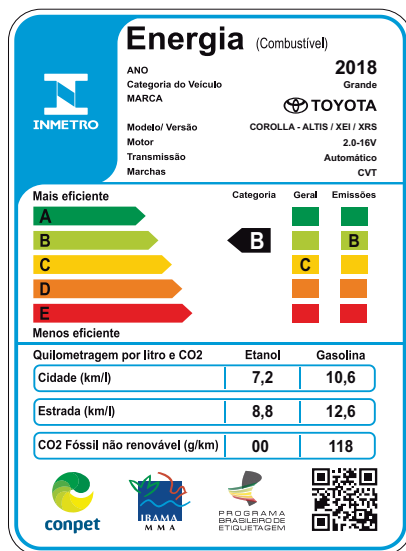 Energia (Combustível)
ANO 2018
Categoria do Veículo Grande
MARCA TOYOTA
INMETRO
Modelo/ Versão COROLLA - ALTIS / XEI / XRS
Motor 2.0-16V
Transmissão Automático
Marchas CVT
Mais eficiente Categoria Geral Emissões
A
B B B
C C
D
E
Menos eficiente
Quilometragem por litro e CO2 Etanol Gasolina
Cidade (km/l) 7,2 10,6
Estrada (km/l) 8,8 12,6
CO2 Fóssil não renovável (g/km) 00 118
conpet
IBAMA
MMA
PROGRAMA
BRASILEIRO DE
ETIQUETAGEM